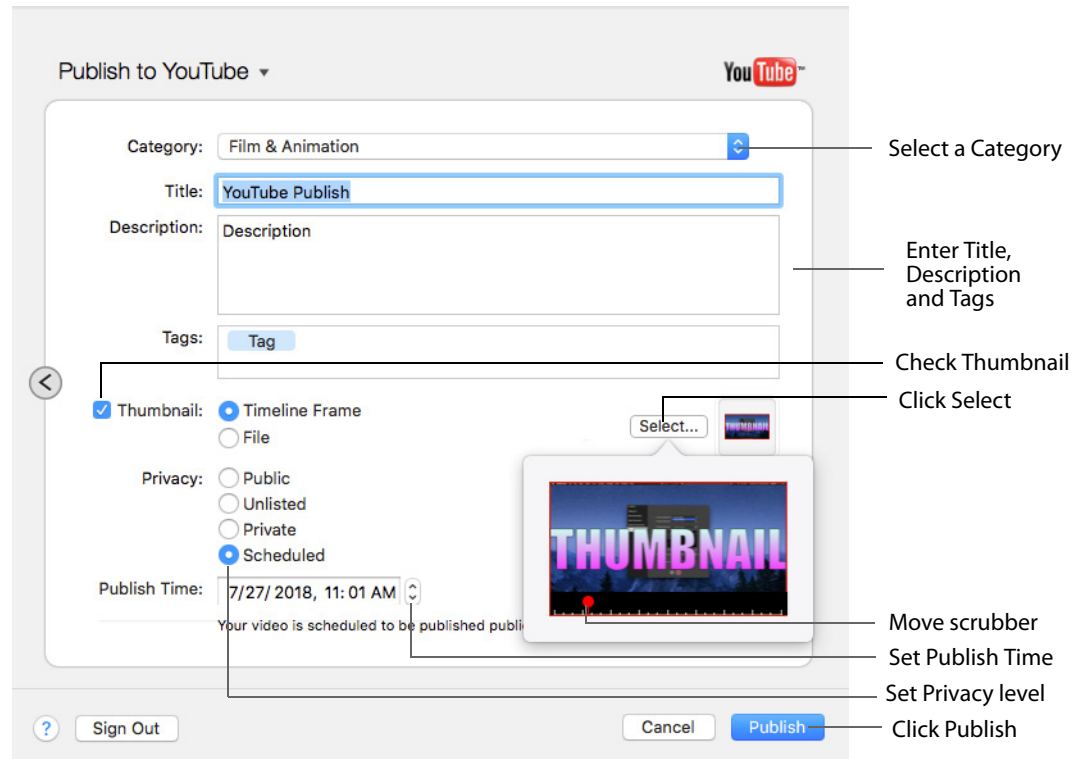 Publish to YouTube
You Tube™
Category:
Film & Animation
Select a Category
Title:
YouTube Publish
Description:
Description
Enter Title,
Description
and Tags
Tags:
Tag
Check Thumbnail
Thumbnail:
Timeline Frame
Select...
THUMBNAIL
Click Select
File
Privacy:
Public
Unlisted
Private
Scheduled
THUMBNAIL
Publish Time:
7/27/2018, 11:01 AM
Your video is scheduled to be published publi
Move scrubber
Set Publish Time
Set Privacy level
?
Sign Out
Cancel
Publish
Click Publish